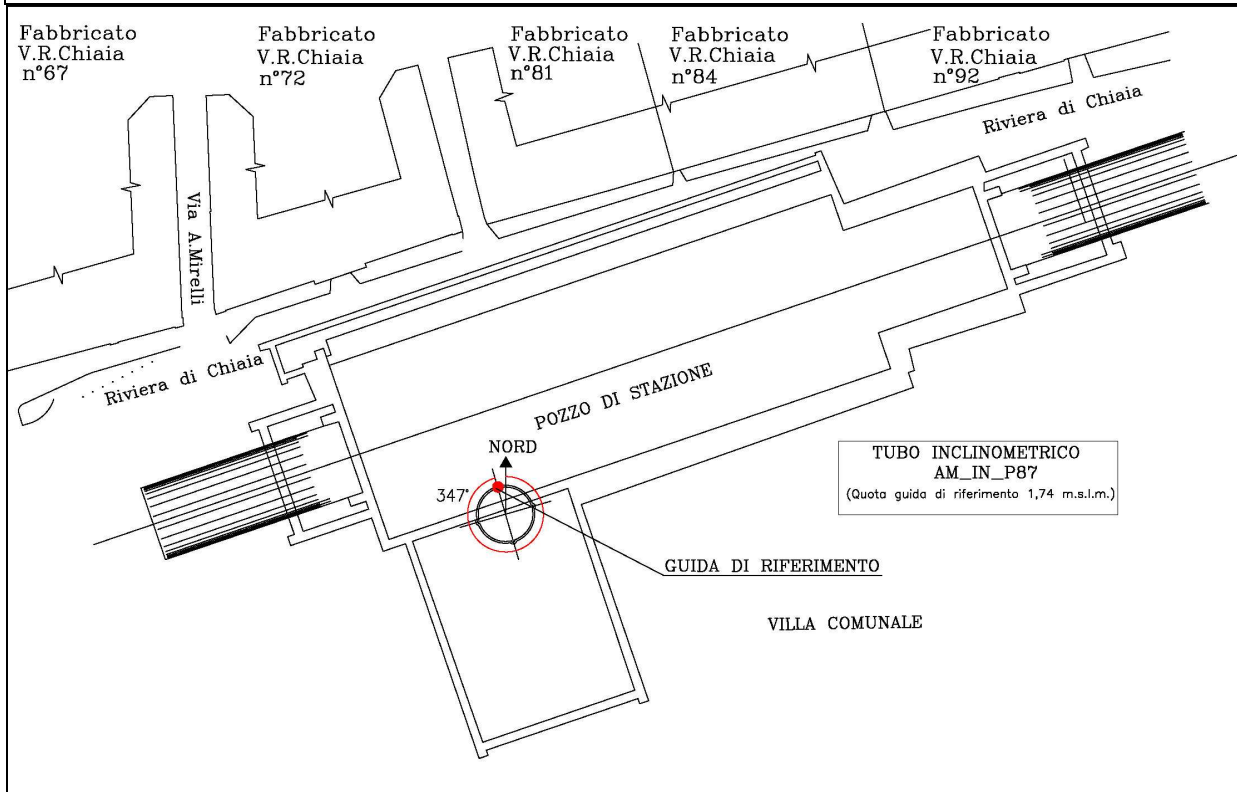 Fabbricato
V.R.Chiaia
n°67
Fabbricato
V.R.Chiaia
n°72
Fabbricato
V.R.Chiaia
n°81
Fabbricato
V.R.Chiaia
n°84
Fabbricato
V.R.Chiaia
n°92
Riviera di Chiaia
Via A.Mirelli
Riviera di Chiaia
POZZO DI STAZIONE
NORD
347°
TUBO INCLINOMETRICO
AM_IN_P87
(Quota guida di riferimento 1,74 m.s.l.m.)
GUIDA DI RIFERIMENTO
VILLA COMUNALE